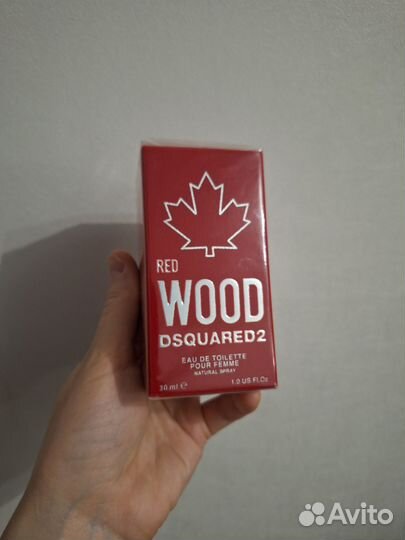 RED
WOOD
DSQUARED2
EAU DE TOILETTE
POUR FEMME
NATURAL SPRAY
30 ml ℮ 1.0 US Fl.Oz
Avito